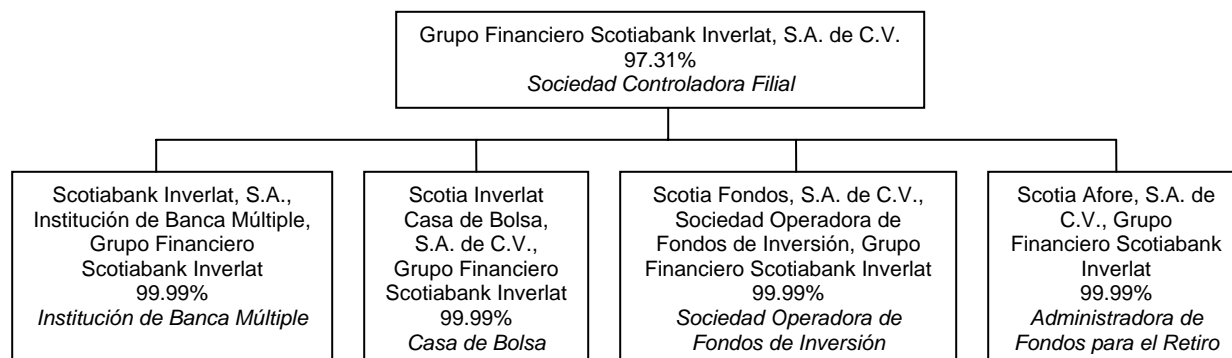 Grupo Financiero Scotiabank Inverlat, S.A. de C.V.
97.31%
Sociedad Controladora Filial
Scotiabank Inverlat, S.A.,
Institución de Banca Múltiple,
Grupo Financiero
Scotiabank Inverlat
99.99%
Institución de Banca Múltiple
Scotia Inverlat
Casa de Bolsa,
S.A. de C.V.,
Grupo Financiero
Scotiabank Inverlat
99.99%
Casa de Bolsa
Scotia Fondos, S.A. de C.V.,
Sociedad Operadora de
Fondos de Inversión, Grupo
Financiero Scotiabank Inverlat
99.99%
Sociedad Operadora de
Fondos de Inversión
Scotia Afore, S.A. de
C.V., Grupo
Financiero Scotiabank
Inverlat
99.99%
Administradora de
Fondos para el Retiro